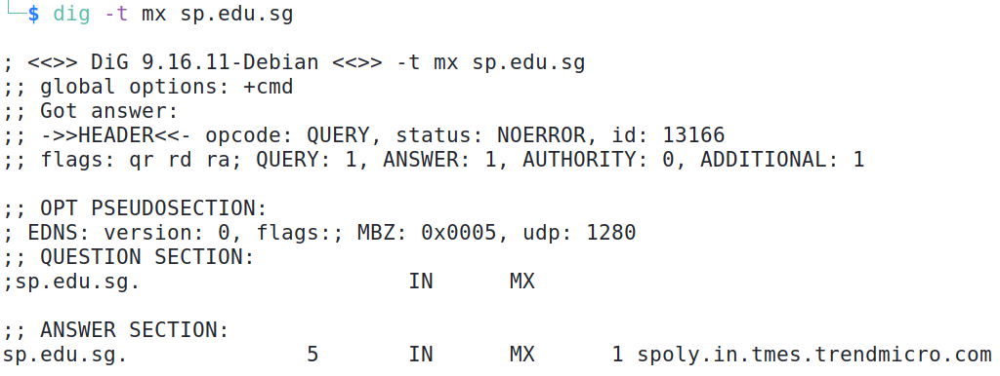 └─$ dig -t mx sp.edu.sg
; <<>> DiG 9.16.11-Debian <<>> -t mx sp.edu.sg
;; global options: +cmd
;; Got answer:
;; ->>HEADER<<- opcode: QUERY, status: NOERROR, id: 13166
;; flags: qr rd ra; QUERY: 1, ANSWER: 1, AUTHORITY: 0, ADDITIONAL: 1
;; OPT PSEUDOSECTION:
; EDNS: version: 0, flags:; MBZ: 0x0005, udp: 1280
;; QUESTION SECTION:
;sp.edu.sg. IN MX
;; ANSWER SECTION:
sp.edu.sg. 5 IN MX 1 spoly.in.tmes.trendmicro.com